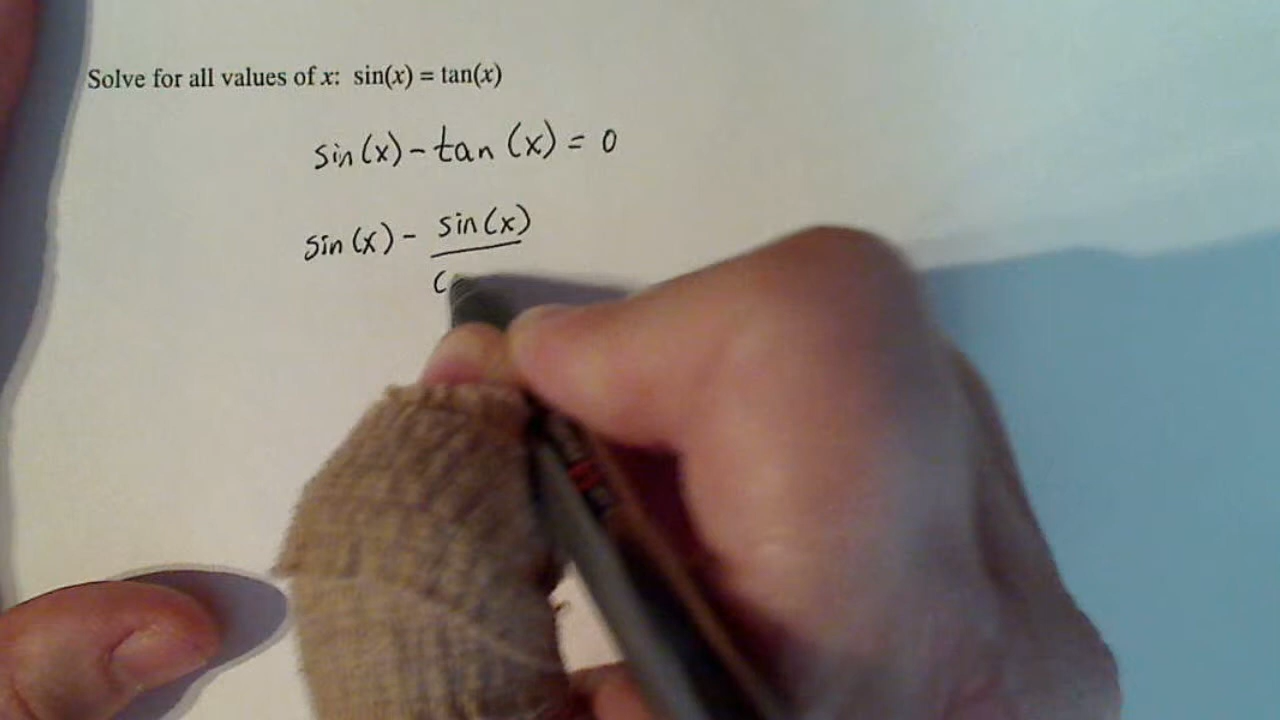 Solve for all values of x: sin(x) = tan(x)
sin(x) - tan(x) = 0
sin(x) - sin(x)
(